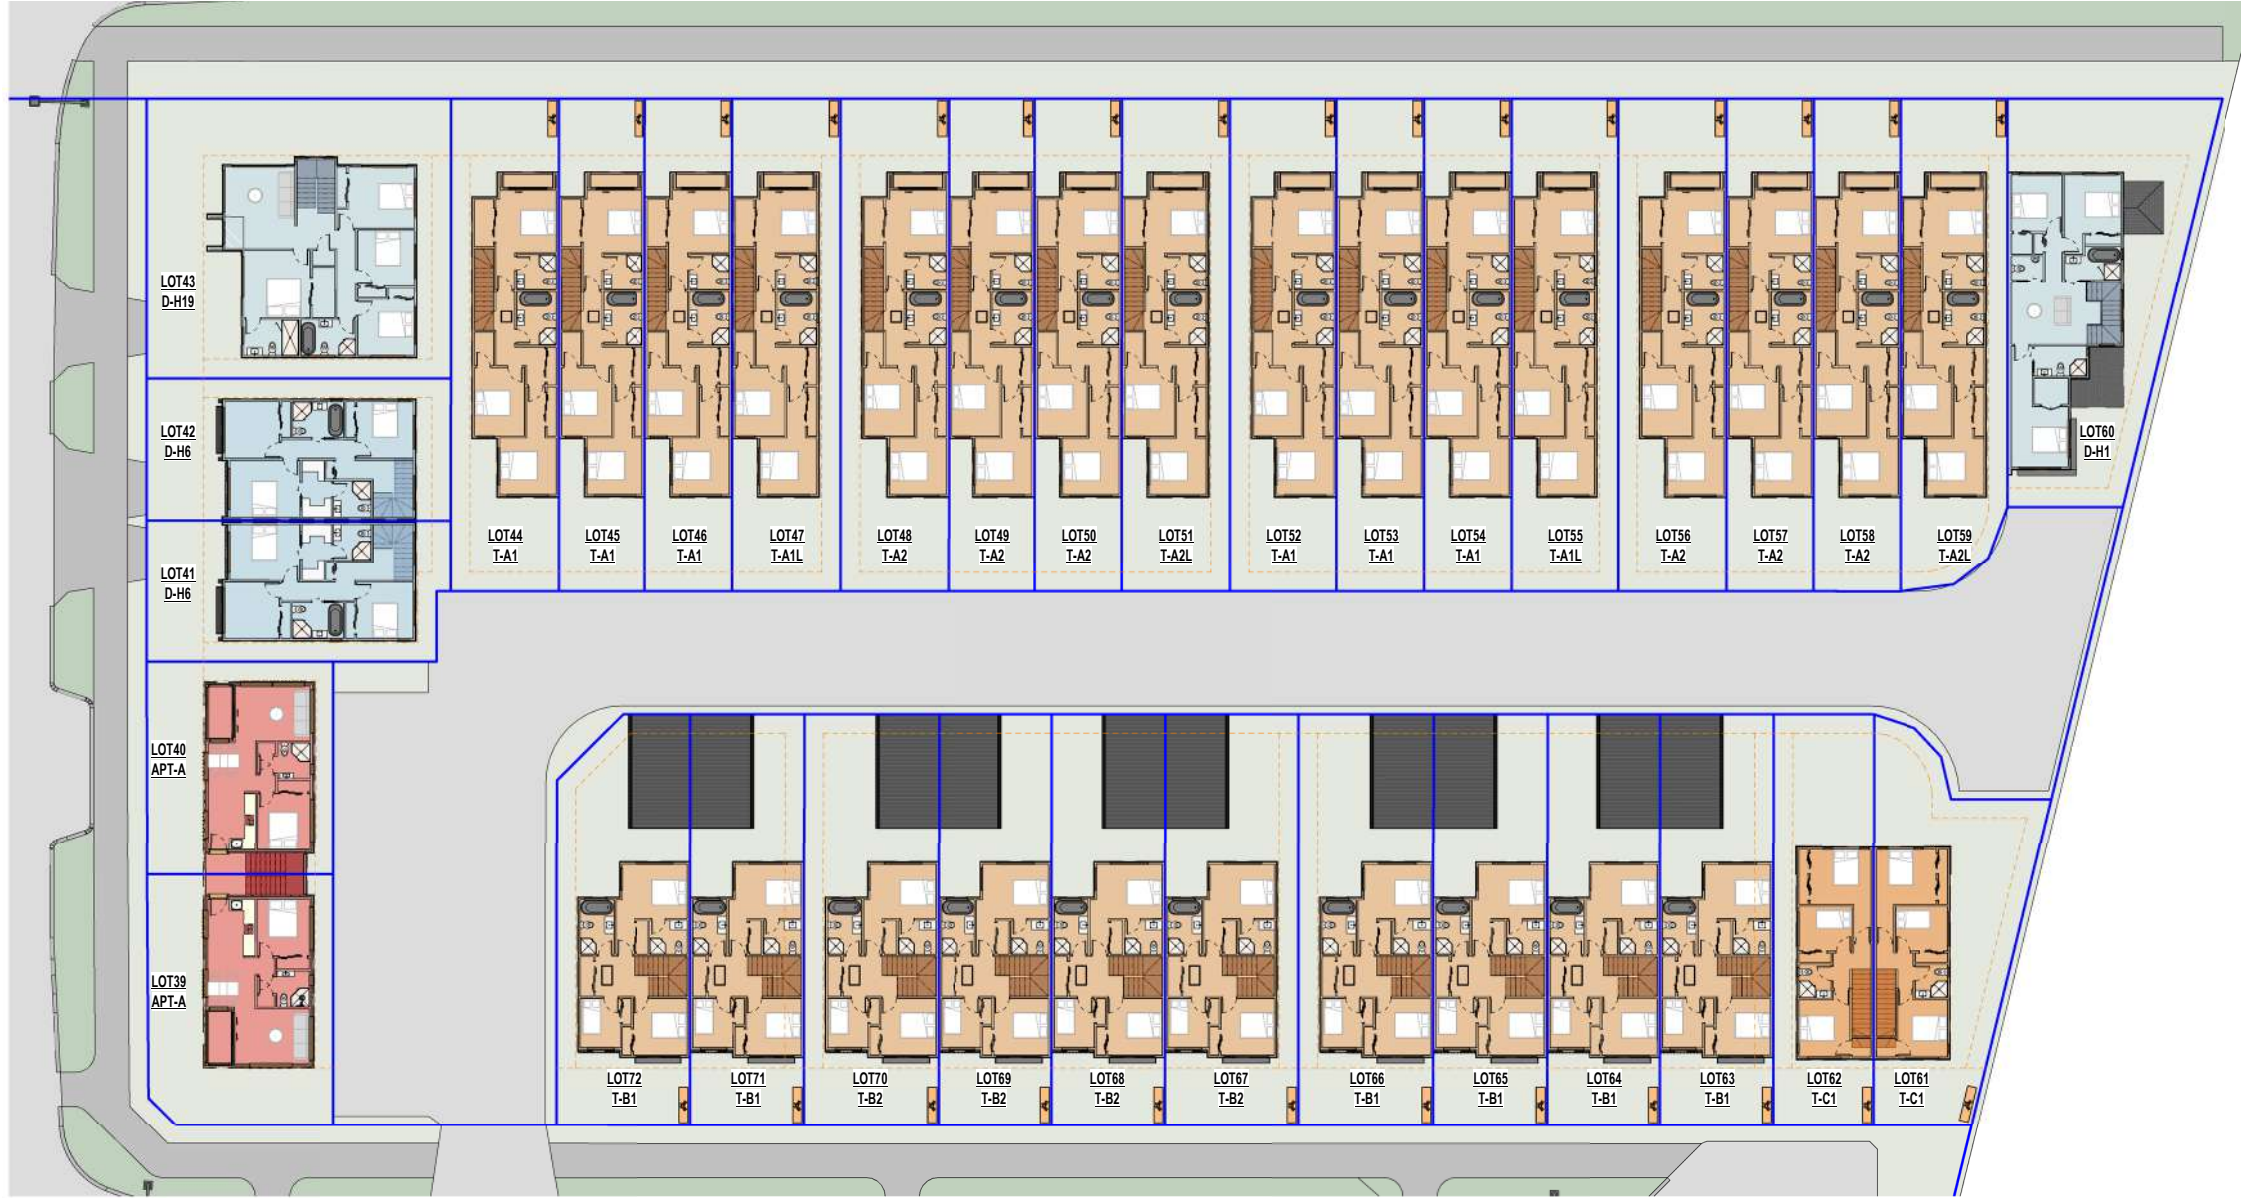 LOT43
D-H19
LOT42
D-H6
LOT41
D-H6
LOT40
APT-A
LOT39
APT-A
LOT44
T-A1
LOT45
T-A1
LOT46
T-A1
LOT47
T-A1L
LOT48
T-A2
LOT49
T-A2
LOT50
T-A2
LOT51
T-A2L
LOT52
T-A1
LOT53
T-A1
LOT54
T-A1
LOT55
T-A1L
LOT56
T-A2
LOT57
T-A2
LOT58
T-A2
LOT59
T-A2L
LOT60
D-H1
LOT72
T-B1
LOT71
T-B1
LOT70
T-B2
LOT69
T-B2
LOT68
T-B2
LOT67
T-B2
LOT66
T-B1
LOT65
T-B1
LOT64
T-B1
LOT63
T-B1
LOT62
T-C1
LOT61
T-C1